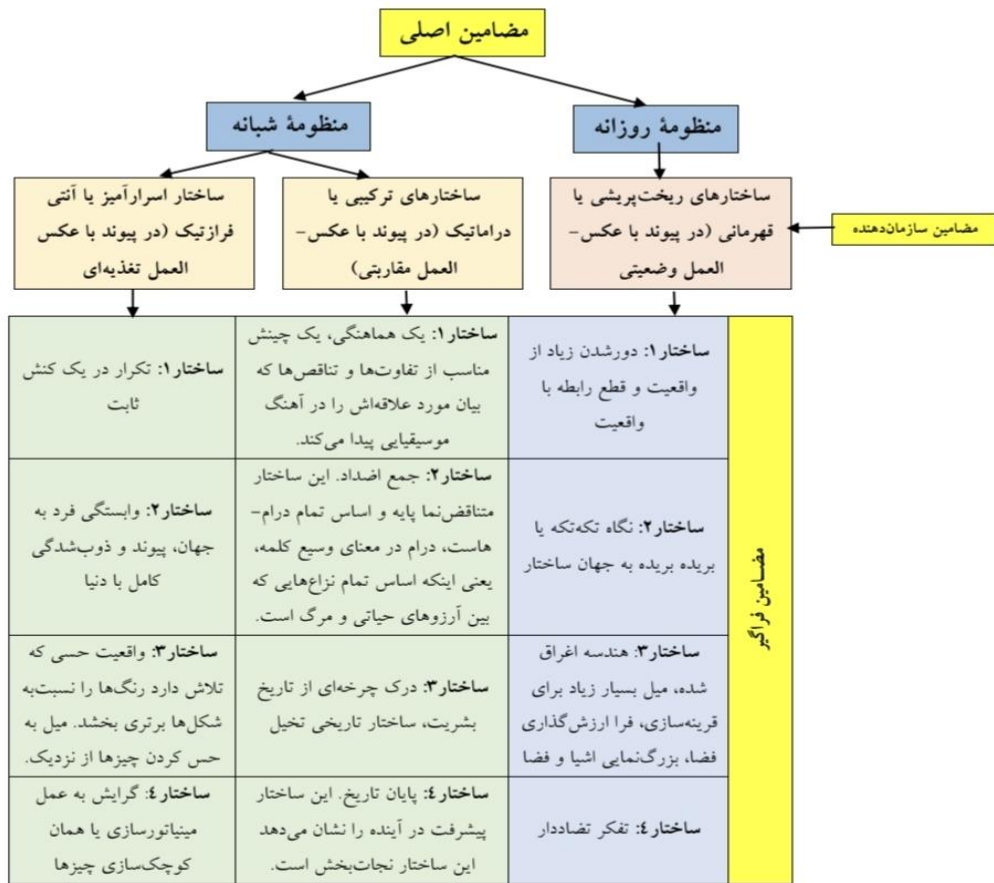 مضامین اصلی
منظومهٔ روزانه
منظومهٔ شبانه
ساختارهای ریخت‌پریشی یا
قهرمانی (در پیوند با عکس-
العمل وضعیتی
ساختارهای ترکیبی یا
دراماتیک (در پیوند با عکس-
العمل مقاربتی)
ساختار اسرارآمیز یا آنتی
فرازتیک (در پیوند با عکس
العمل تغذیه‌ای
مضامین سازمان‌دهنده
مضامین فراگیر
ساختار۱: دورشدن زیاد از
واقعیت و قطع رابطه با
واقعیت
ساختار۱: یک هماهنگی، یک چینش
مناسب از تفاوت‌ها و تناقص‌ها که
بیان مورد علاقه‌اش را در آهنگ
موسیقیایی پیدا می‌کند.
ساختار۱: تکرار در یک کنش
ثابت
ساختار۲: نگاه تکه‌تکه یا
بریده بریده به جهان ساختار
ساختار۲: جمع اضداد. این ساختار
متناقض‌نما پایه و اساس تمام درام-
هاست، درام در معنای وسیع کلمه،
یعنی اینکه اساس تمام نزاع‌هایی که
بین آرزوهای حیاتی و مرگ است.
ساختار۲: وابستگی فرد به
جهان، پیوند و ذوب‌شدگی
کامل با دنیا
ساختار۳: هندسه اغراق
شده، میل بسیار زیاد برای
قرینه‌سازی، فرا ارزش‌گذاری
فضا، بزرگ‌نمایی اشیا و فضا
ساختار۳: درک چرخه‌ای از تاریخ
بشریت، ساختار تاریخی تخیل
ساختار۳: واقعیت حسی که
تلاش دارد رنگ‌ها را نسبت‌به
شکل‌ها برتری بخشد. میل به
حس کردن چیزها از نزدیک.
ساختار٤: تفکر تضاددار
ساختار٤: پایان تاریخ. این ساختار
پیشرفت در آینده را نشان می‌دهد
این ساختار نجات‌بخش است.
ساختار٤: گرایش به عمل
مینیاتورسازی یا همان
کوچک‌سازی چیزها